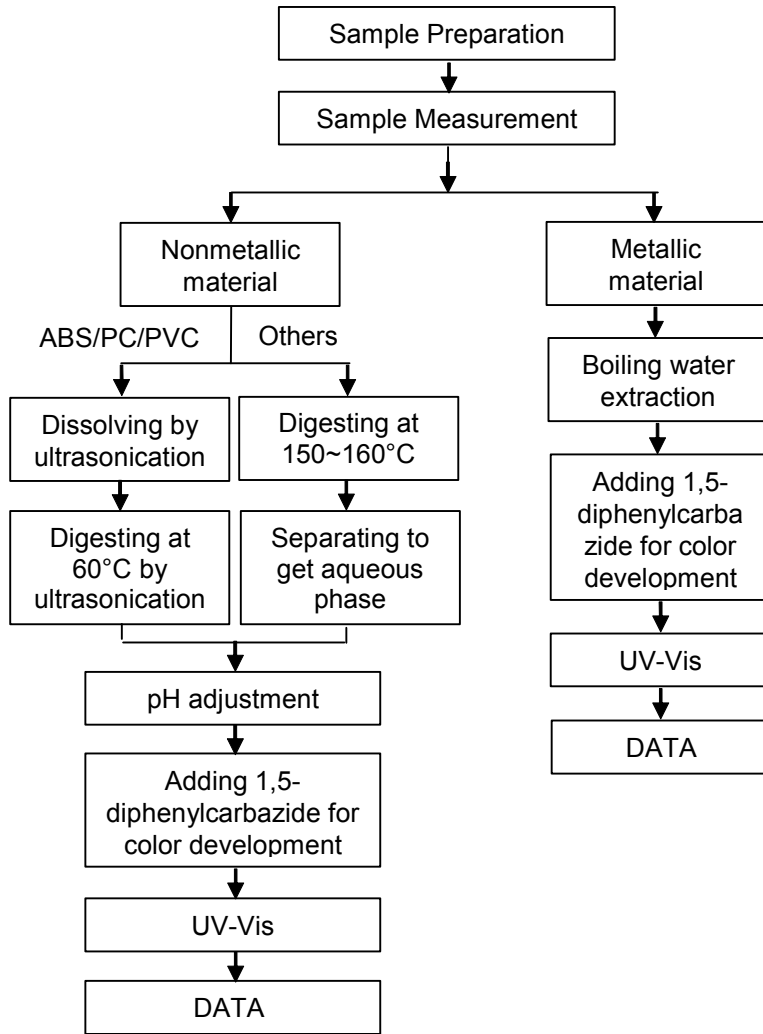 Sample Preparation
Sample Measurement
Nonmetallic
material
ABS/PC/PVC
Others
Dissolving by
ultrasonication
Digesting at
150~160°C
Digesting at
60°C by
ultrasonication
Separating to
get aqueous
phase
pH adjustment
Adding 1,5-
diphenylcarbazide for
color development
UV-Vis
DATA
Metallic
material
Boiling water
extraction
Adding 1,5-
diphenylcarba
zide for color
development
UV-Vis
DATA